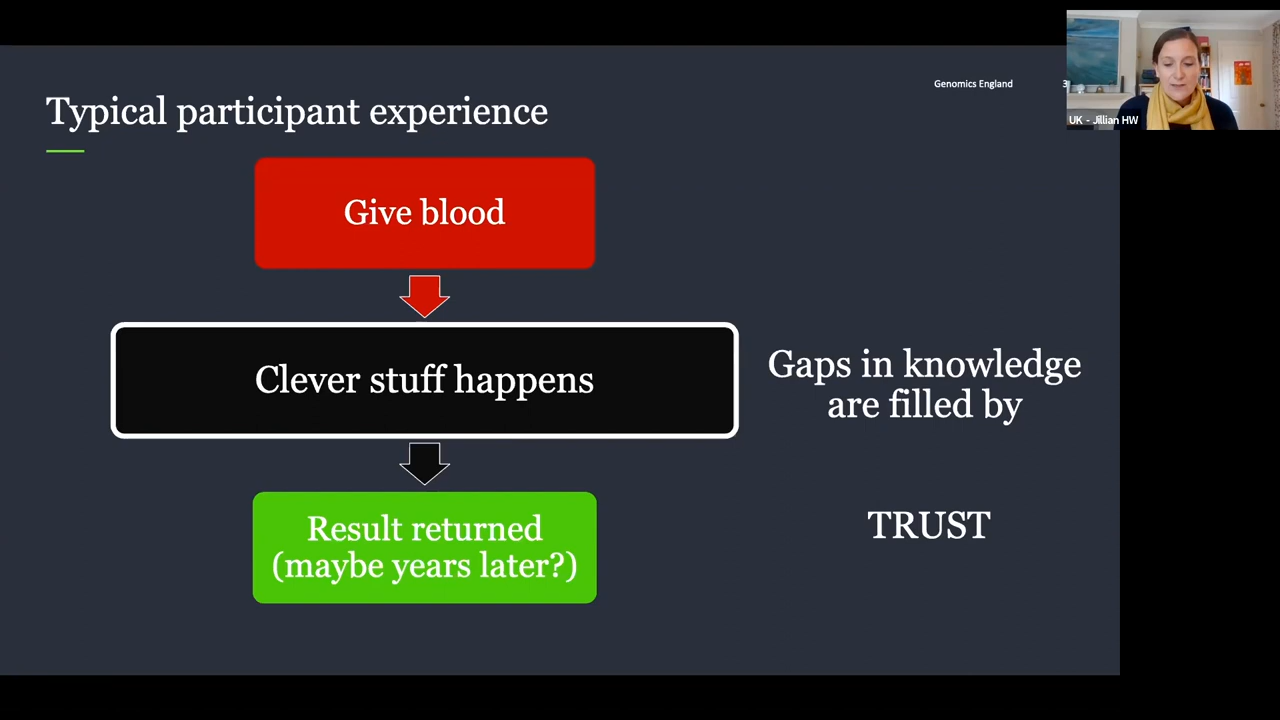 Genomics England
3
UK - Jillian HW
Typical participant experience
Give blood
Clever stuff happens
Gaps in knowledge
are filled by
Result returned
(maybe years later?)
TRUST